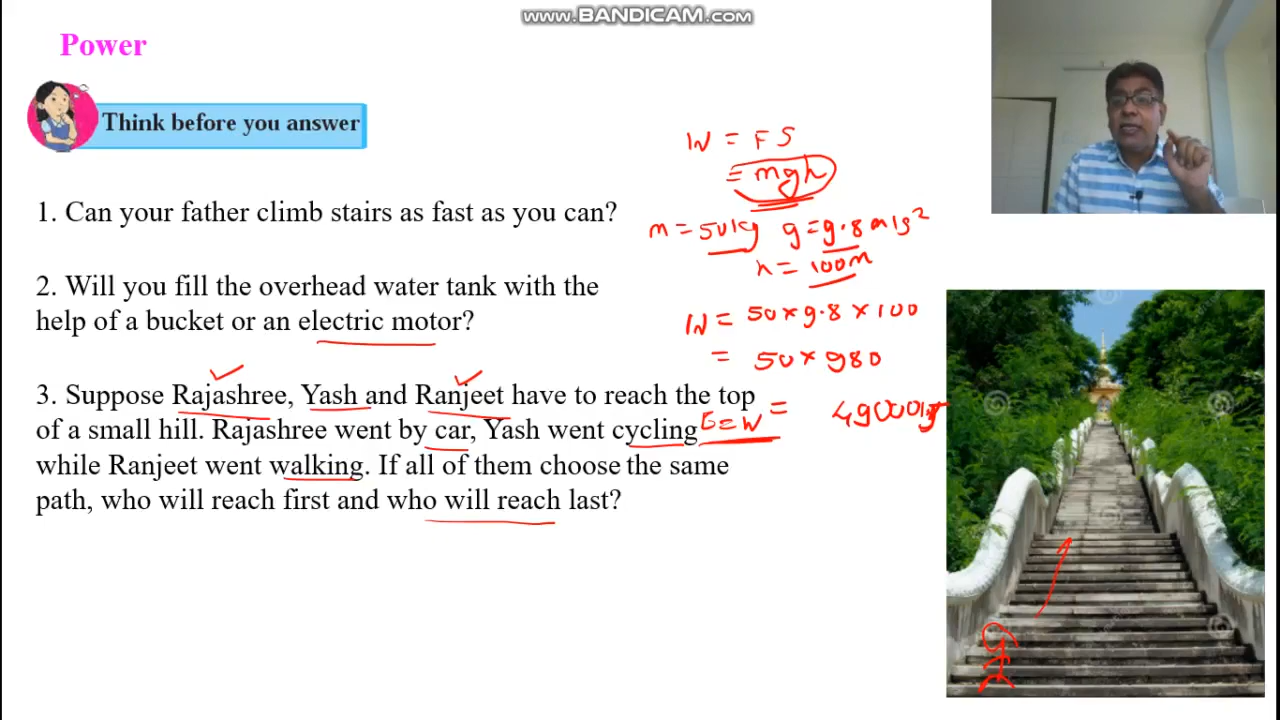 www.BANDICAM.com
Power
Think before you answer
1. Can your father climb stairs as fast as you can?
2. Will you fill the overhead water tank with the
help of a bucket or an electric motor?
3. Suppose Rajashree, Yash and Ranjeet have to reach the top
of a small hill. Rajashree went by car, Yash went cycling
while Ranjeet went walking. If all of them choose the same
path, who will reach first and who will reach last?
W = F S
= mgh
m = 50kg g = 9.8 m/s²
h = 100m
W = 50 x 9.8 x 100
= 50 x 980
E = W = 49000 J